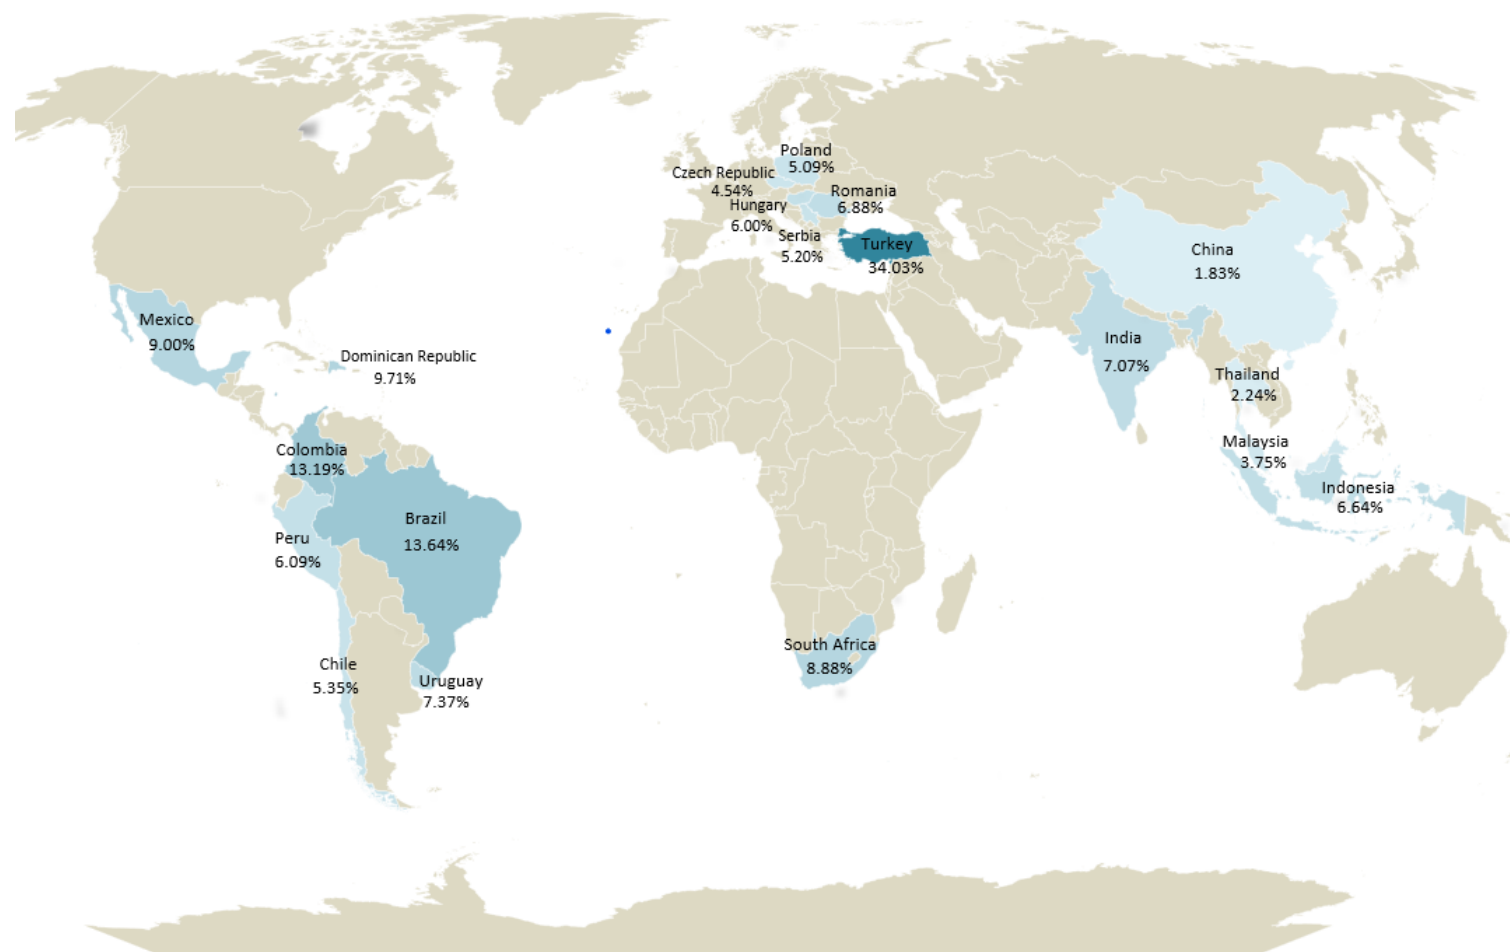 Poland
5.09%
Czech Republic
4.54%
Romania
6.88%
Hungary
6.00%
Serbia
5.20%
Turkey
34.03%
China
1.83%
Mexico
9.00%
India
7.07%
Dominican Republic
9.71%
Thailand
2.24%
Colombia
13.19%
Malaysia
3.75%
Indonesia
6.64%
Brazil
13.64%
Peru
6.09%
South Africa
8.88%
Chile
5.35%
Uruguay
7.37%